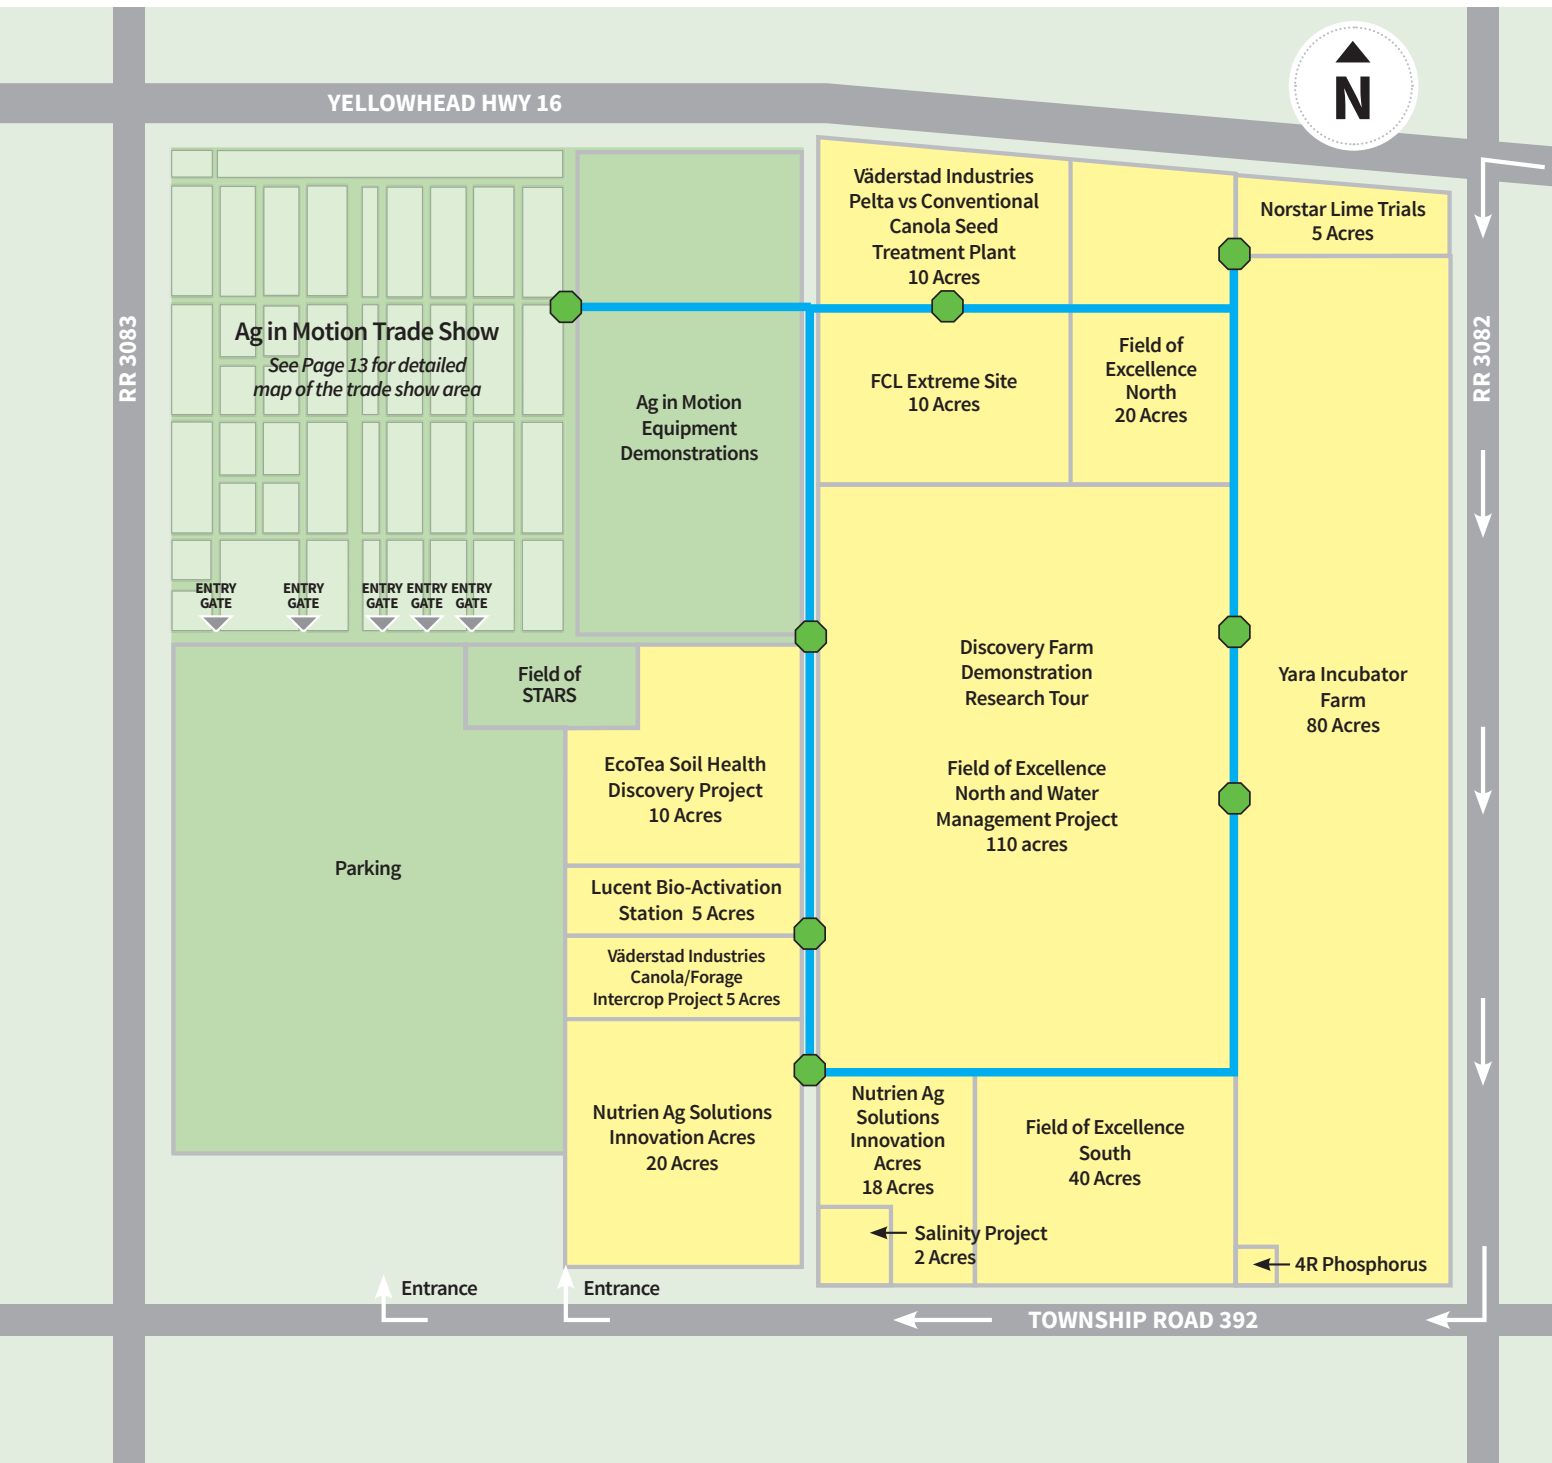 N
YELLOWHEAD HWY 16
RR 3083
RR 3082
Ag in Motion Trade Show
See Page 13 for detailed
map of the trade show area
ENTRY
GATE
ENTRY
GATE
ENTRY
GATE
ENTRY
GATE
ENTRY
GATE
Ag in Motion
Equipment
Demonstrations
Väderstad Industries
Pelta vs Conventional
Canola Seed
Treatment Plant
10 Acres
Norstar Lime Trials
5 Acres
FCL Extreme Site
10 Acres
Field of
Excellence
North
20 Acres
Discovery Farm
Demonstration
Research Tour
Field of Excellence
North and Water
Management Project
110 acres
Yara Incubator
Farm
80 Acres
Field of
STARS
Parking
EcoTea Soil Health
Discovery Project
10 Acres
Lucent Bio-Activation
Station 5 Acres
Väderstad Industries
Canola/Forage
Intercrop Project 5 Acres
Nutrien Ag Solutions
Innovation Acres
20 Acres
Nutrien Ag
Solutions
Innovation
Acres
18 Acres
Field of Excellence
South
40 Acres
Salinity Project
2 Acres
4R Phosphorus
Entrance
Entrance
TOWNSHIP ROAD 392